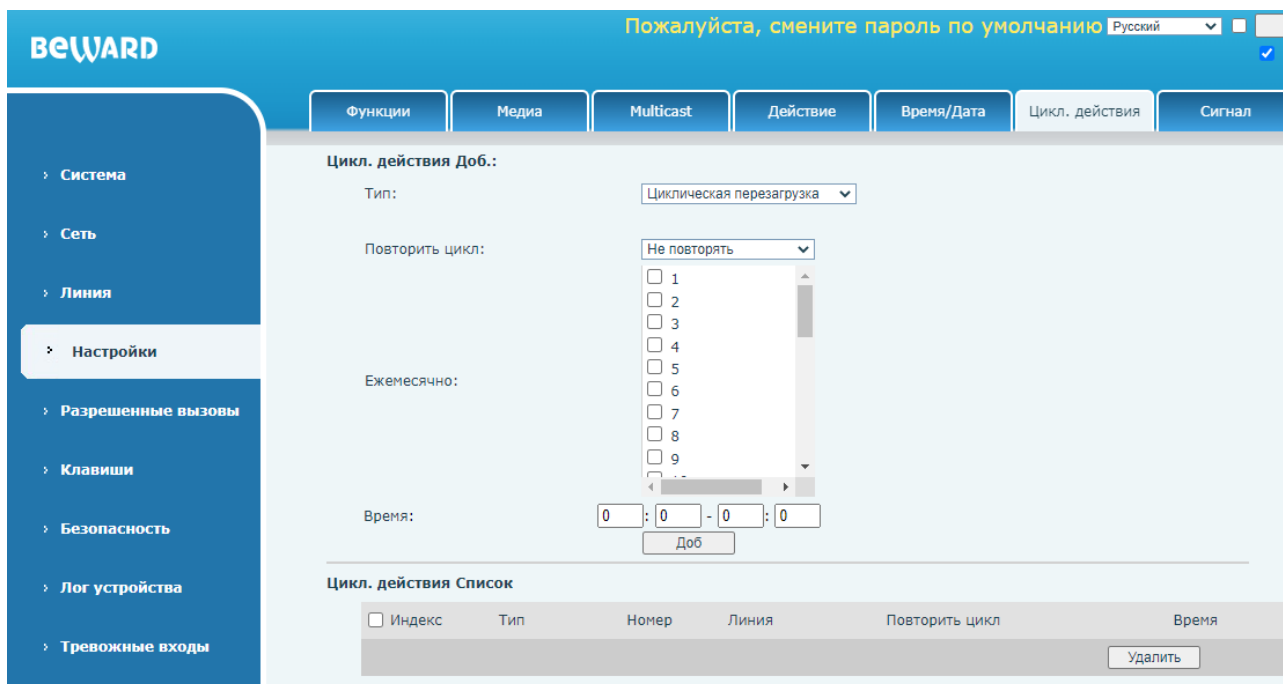 Пожалуйста, смените пароль по умолчанию Русский
BEWARD
Функции Медиа Multicast Действие Время/Дата Цикл. действия Сигнал
Система
Сеть
Линия
Настройки
Разрешенные вызовы
Клавиши
Безопасность
Лог устройства
Тревожные входы
Цикл. действия Доб.:
Тип: Циклическая перезагрузка
Повторить цикл: Не повторять
Ежемесячно:
1
2
3
4
5
6
7
8
9
Время: 0 : 0 - 0 : 0
Доб
Цикл. действия Список
Индекс Тип Номер Линия Повторить цикл Время
Удалить